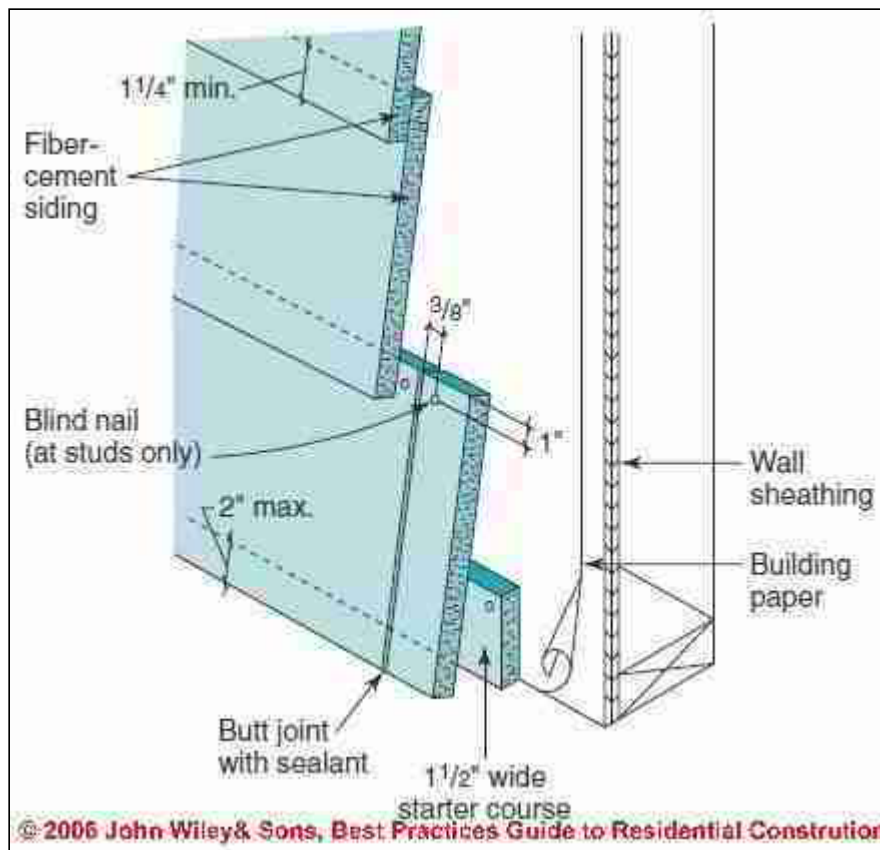 1 1/4" min.
Fiber-
cement
siding
3/8"
Blind nail
(at studs only)
1"
2" max.
Wall
sheathing
Building
paper
Butt joint
with sealant
1 1/2" wide
starter course
© 2006 John Wiley& Sons, Best Practices Guide to Residential Constrution